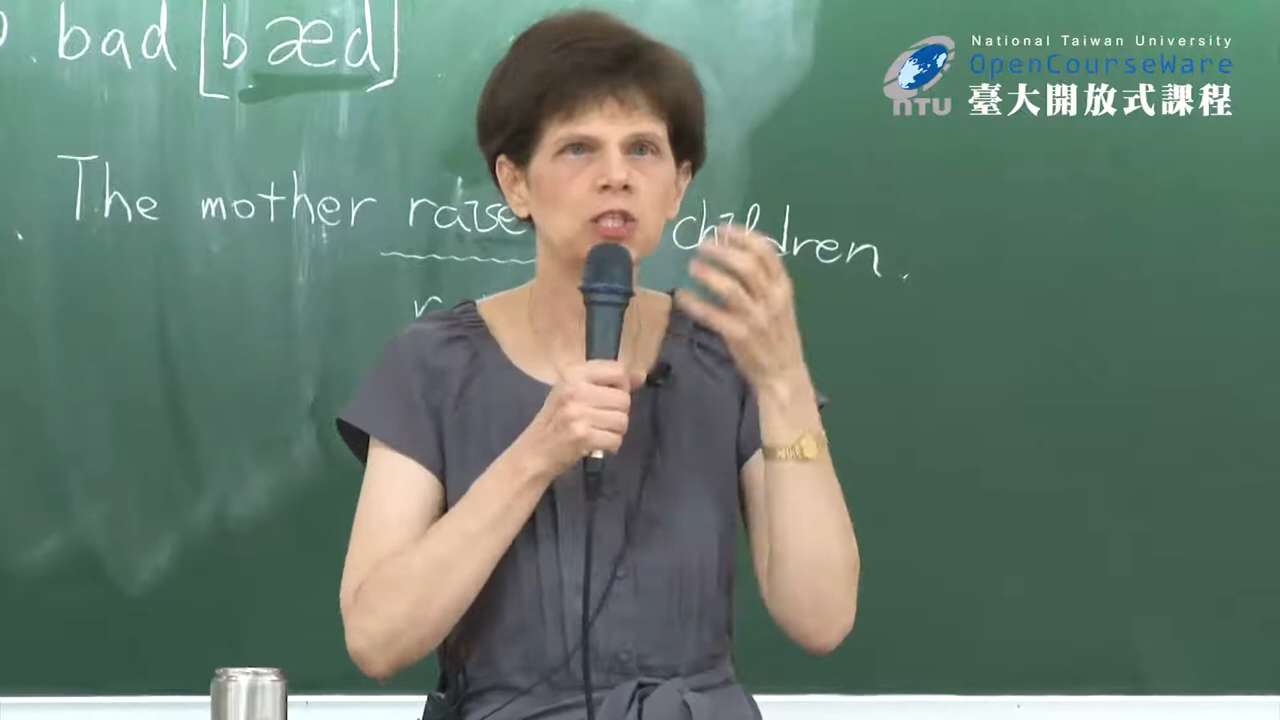 . bad [bæd]
National Taiwan University
OpenCourseWare
NTU
臺大開放式課程
The mother raise children.